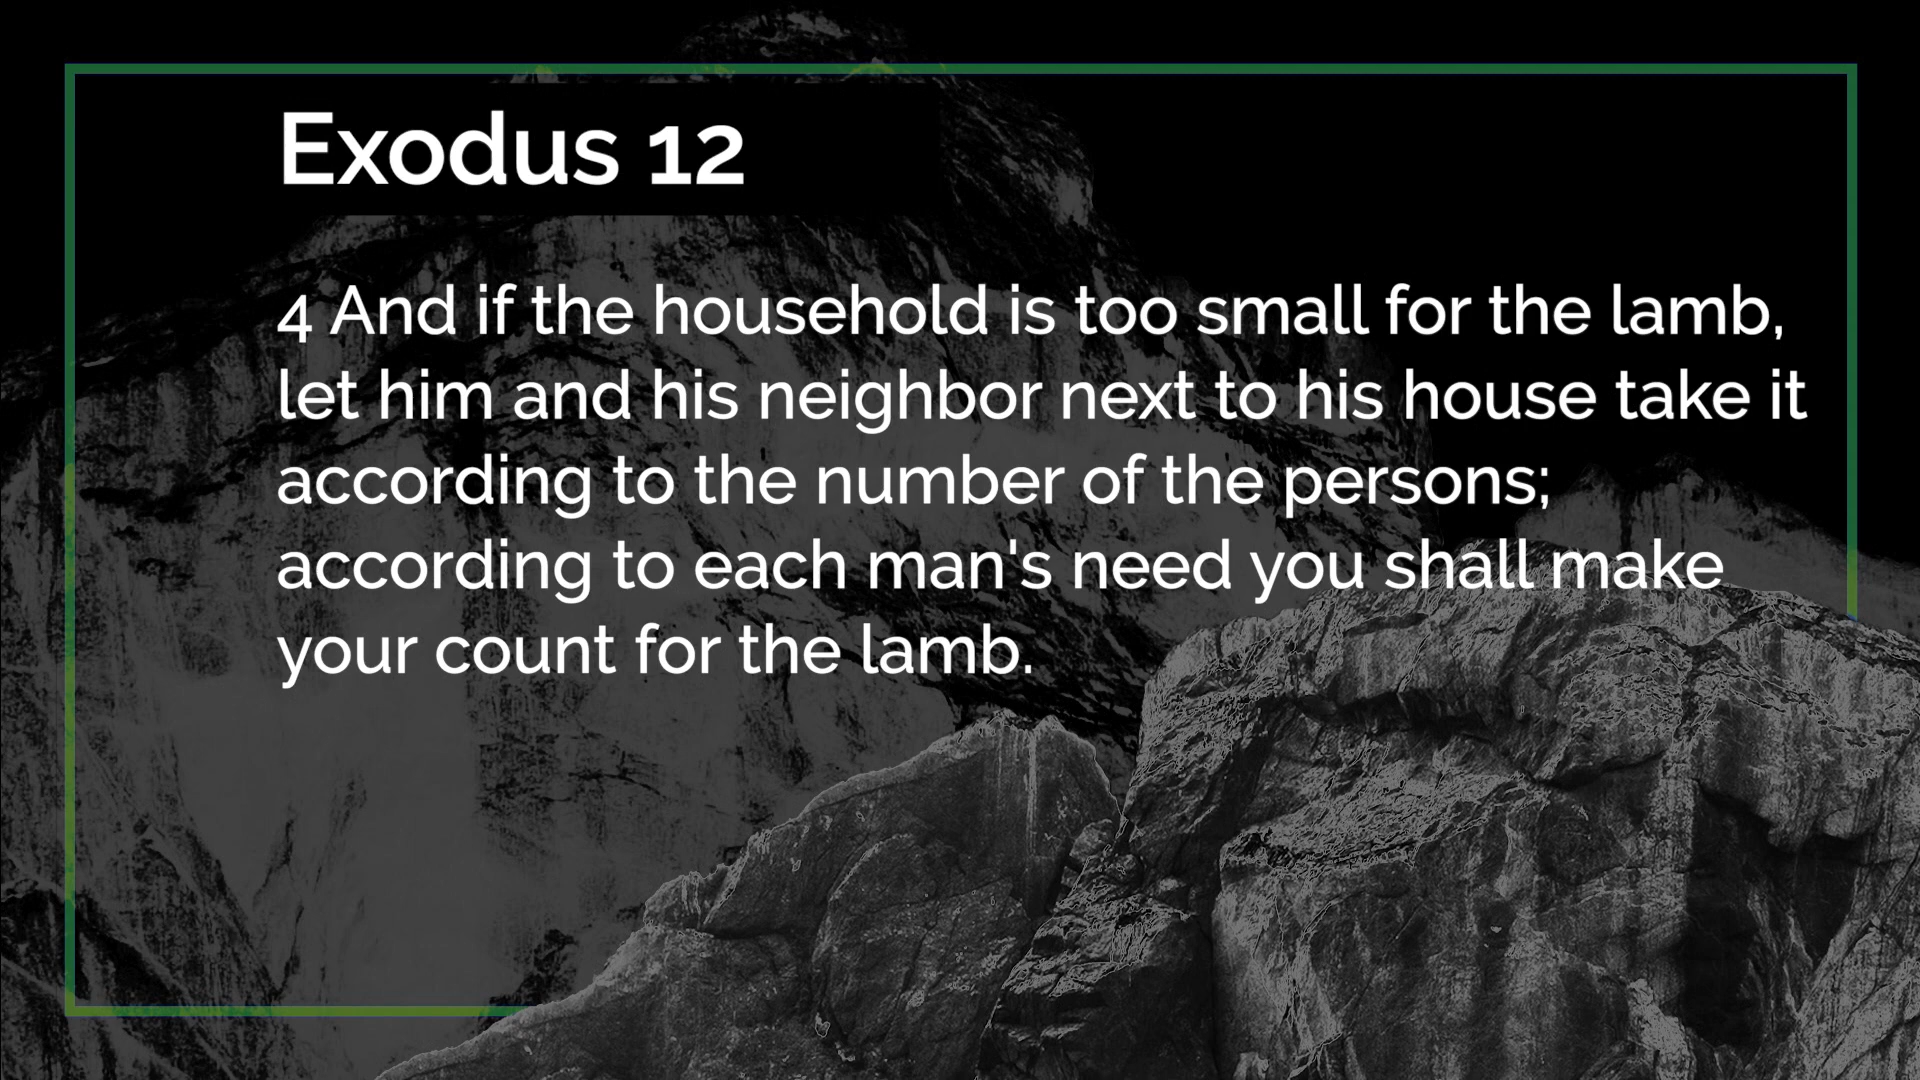 Exodus 12
4 And if the household is too small for the lamb,
let him and his neighbor next to his house take it
according to the number of the persons;
according to each man's need you shall make
your count for the lamb.